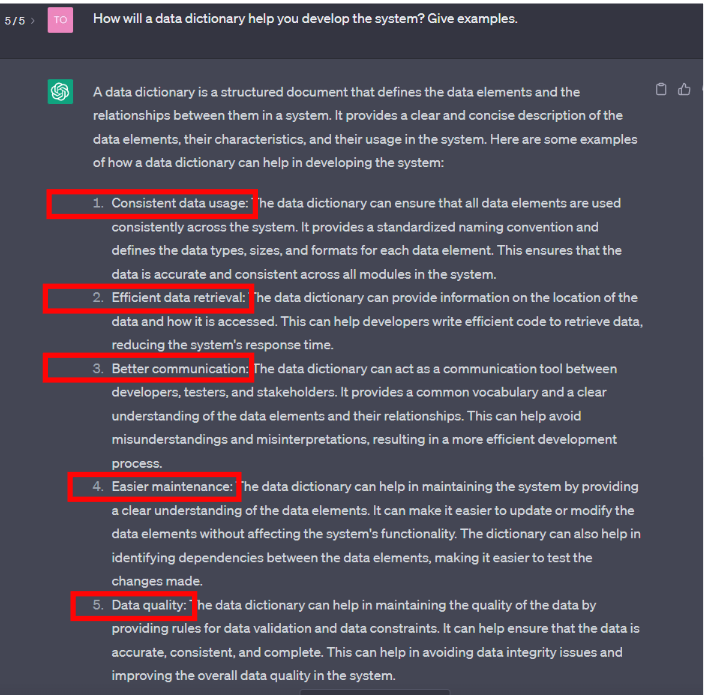 5/5 >
TO
How will a data dictionary help you develop the system? Give examples.
A data dictionary is a structured document that defines the data elements and the
relationships between them in a system. It provides a clear and concise description of the
data elements, their characteristics, and their usage in the system. Here are some examples
of how a data dictionary can help in developing the system:
1. Consistent data usage: The data dictionary can ensure that all data elements are used
consistently across the system. It provides a standardized naming convention and
defines the data types, sizes, and formats for each data element. This ensures that the
data is accurate and consistent across all modules in the system.
2. Efficient data retrieval: The data dictionary can provide information on the location of the
data and how it is accessed. This can help developers write efficient code to retrieve data,
reducing the system's response time.
3. Better communication: The data dictionary can act as a communication tool between
developers, testers, and stakeholders. It provides a common vocabulary and a clear
understanding of the data elements and their relationships. This can help avoid
misunderstandings and misinterpretations, resulting in a more efficient development
process.
4. Easier maintenance: The data dictionary can help in maintaining the system by providing
a clear understanding of the data elements. It can make it easier to update or modify the
data elements without affecting the system's functionality. The dictionary can also help in
identifying dependencies between the data elements, making it easier to test the
changes made.
5. Data quality: The data dictionary can help in maintaining the quality of the data by
providing rules for data validation and data constraints. It can help ensure that the data is
accurate, consistent, and complete. This can help in avoiding data integrity issues and
improving the overall data quality in the system.